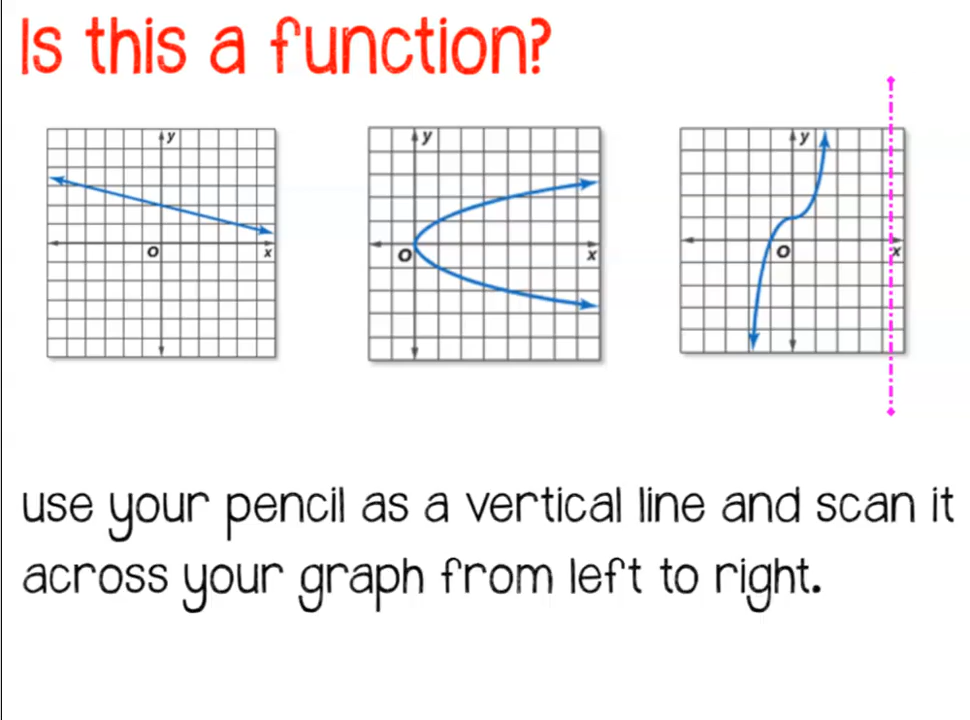 Is this a function?
y
O
x
y
O
x
y
O
x
use your pencil as a vertical line and scan it
across your graph from left to right.